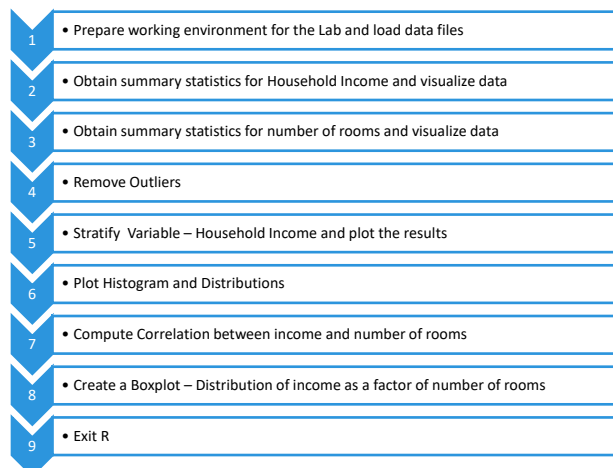 1 • Prepare working environment for the Lab and load data files
2 • Obtain summary statistics for Household Income and visualize data
3 • Obtain summary statistics for number of rooms and visualize data
4 • Remove Outliers
5 • Stratify Variable – Household Income and plot the results
6 • Plot Histogram and Distributions
7 • Compute Correlation between income and number of rooms
8 • Create a Boxplot – Distribution of income as a factor of number of rooms
9 • Exit R